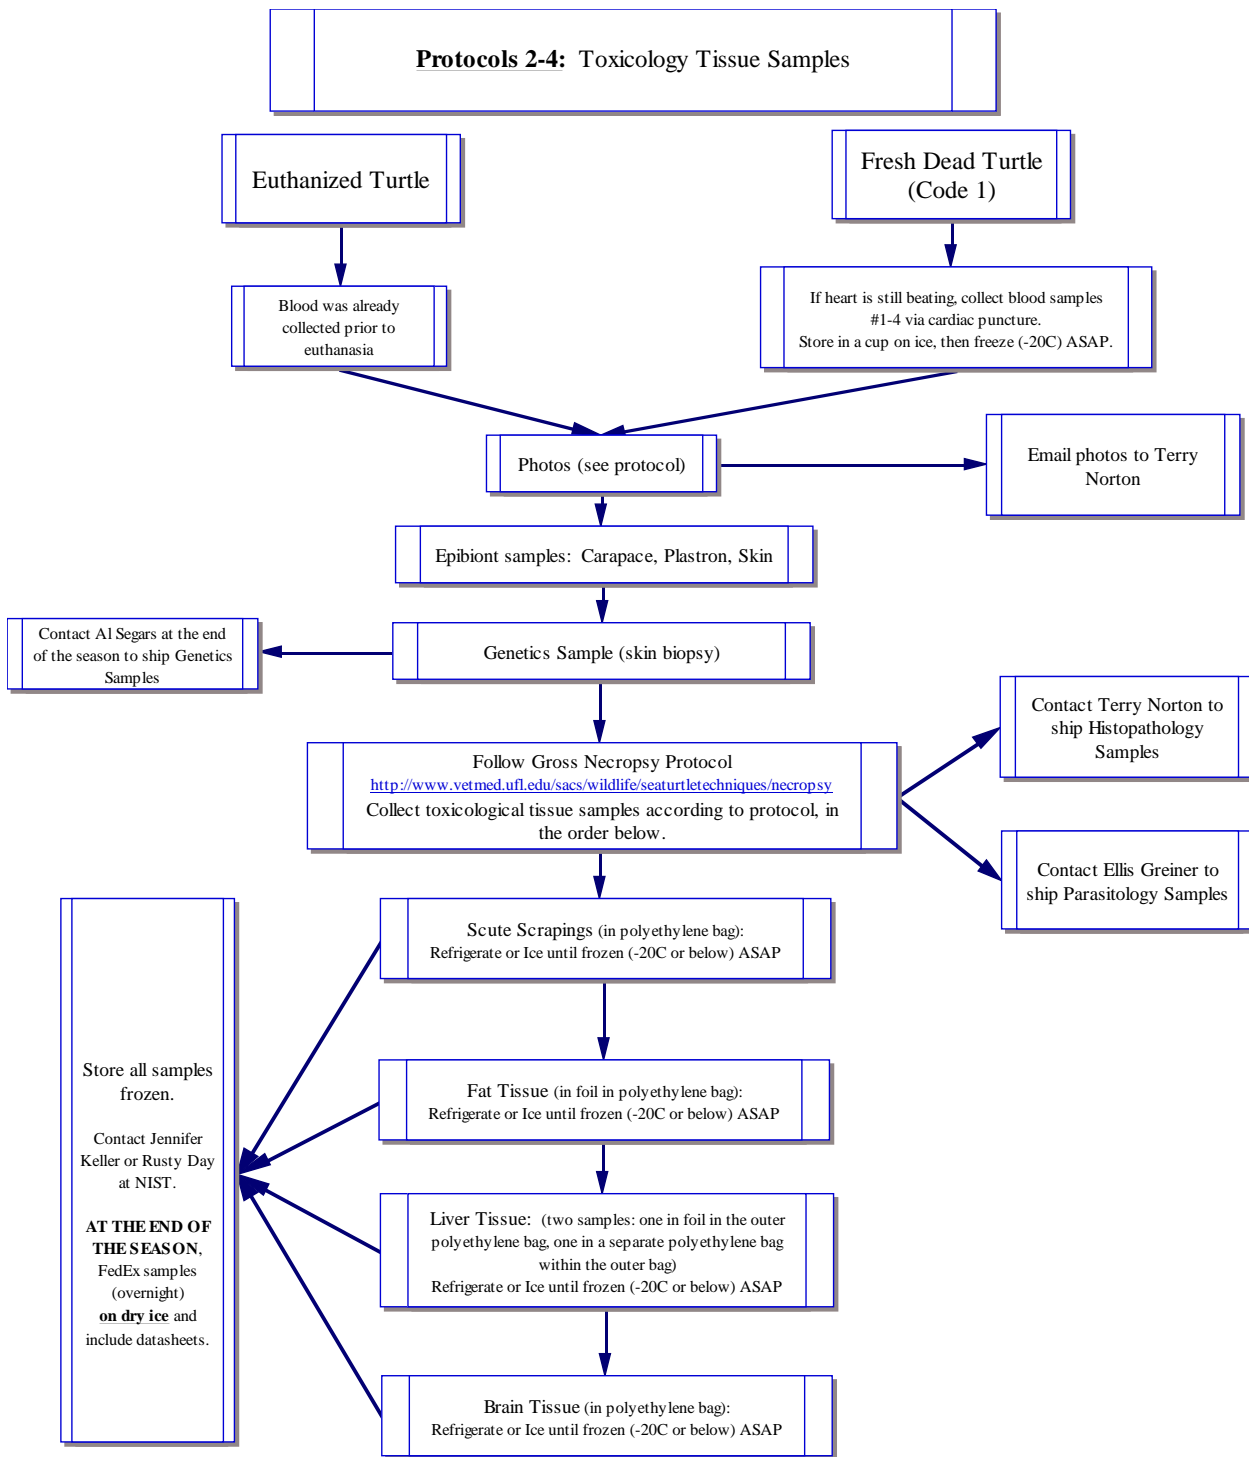 Protocols 2-4: Toxicology Tissue Samples
Euthanized Turtle
Fresh Dead Turtle
(Code 1)
Blood was already
collected prior to
euthanasia
If heart is still beating, collect blood samples
#1-4 via cardiac puncture.
Store in a cup on ice, then freeze (-20C) ASAP.
Photos (see protocol)
Email photos to Terry
Norton
Epibiont samples: Carapace, Plastron, Skin
Genetics Sample (skin biopsy)
Contact Al Segars at the end
of the season to ship Genetics
Samples
Follow Gross Necropsy Protocol
http://www.vetmed.ufl.edu/sacs/wildlife/seaturtletechniques/necropsy
Collect toxicological tissue samples according to protocol, in
the order below.
Contact Terry Norton to
ship Histopathology
Samples
Contact Ellis Greiner to
ship Parasitology Samples
Scute Scrapings (in polyethylene bag):
Refrigerate or Ice until frozen (-20C or below) ASAP
Fat Tissue (in foil in polyethylene bag):
Refrigerate or Ice until frozen (-20C or below) ASAP
Liver Tissue: (two samples: one in foil in the outer
polyethylene bag, one in a separate polyethylene bag
within the outer bag)
Refrigerate or Ice until frozen (-20C or below) ASAP
Brain Tissue (in polyethylene bag):
Refrigerate or Ice until frozen (-20C or below) ASAP
Store all samples
frozen.
Contact Jennifer
Keller or Rusty Day
at NIST.
AT THE END OF
THE SEASON,
FedEx samples
(overnight)
on dry ice and
include datasheets.